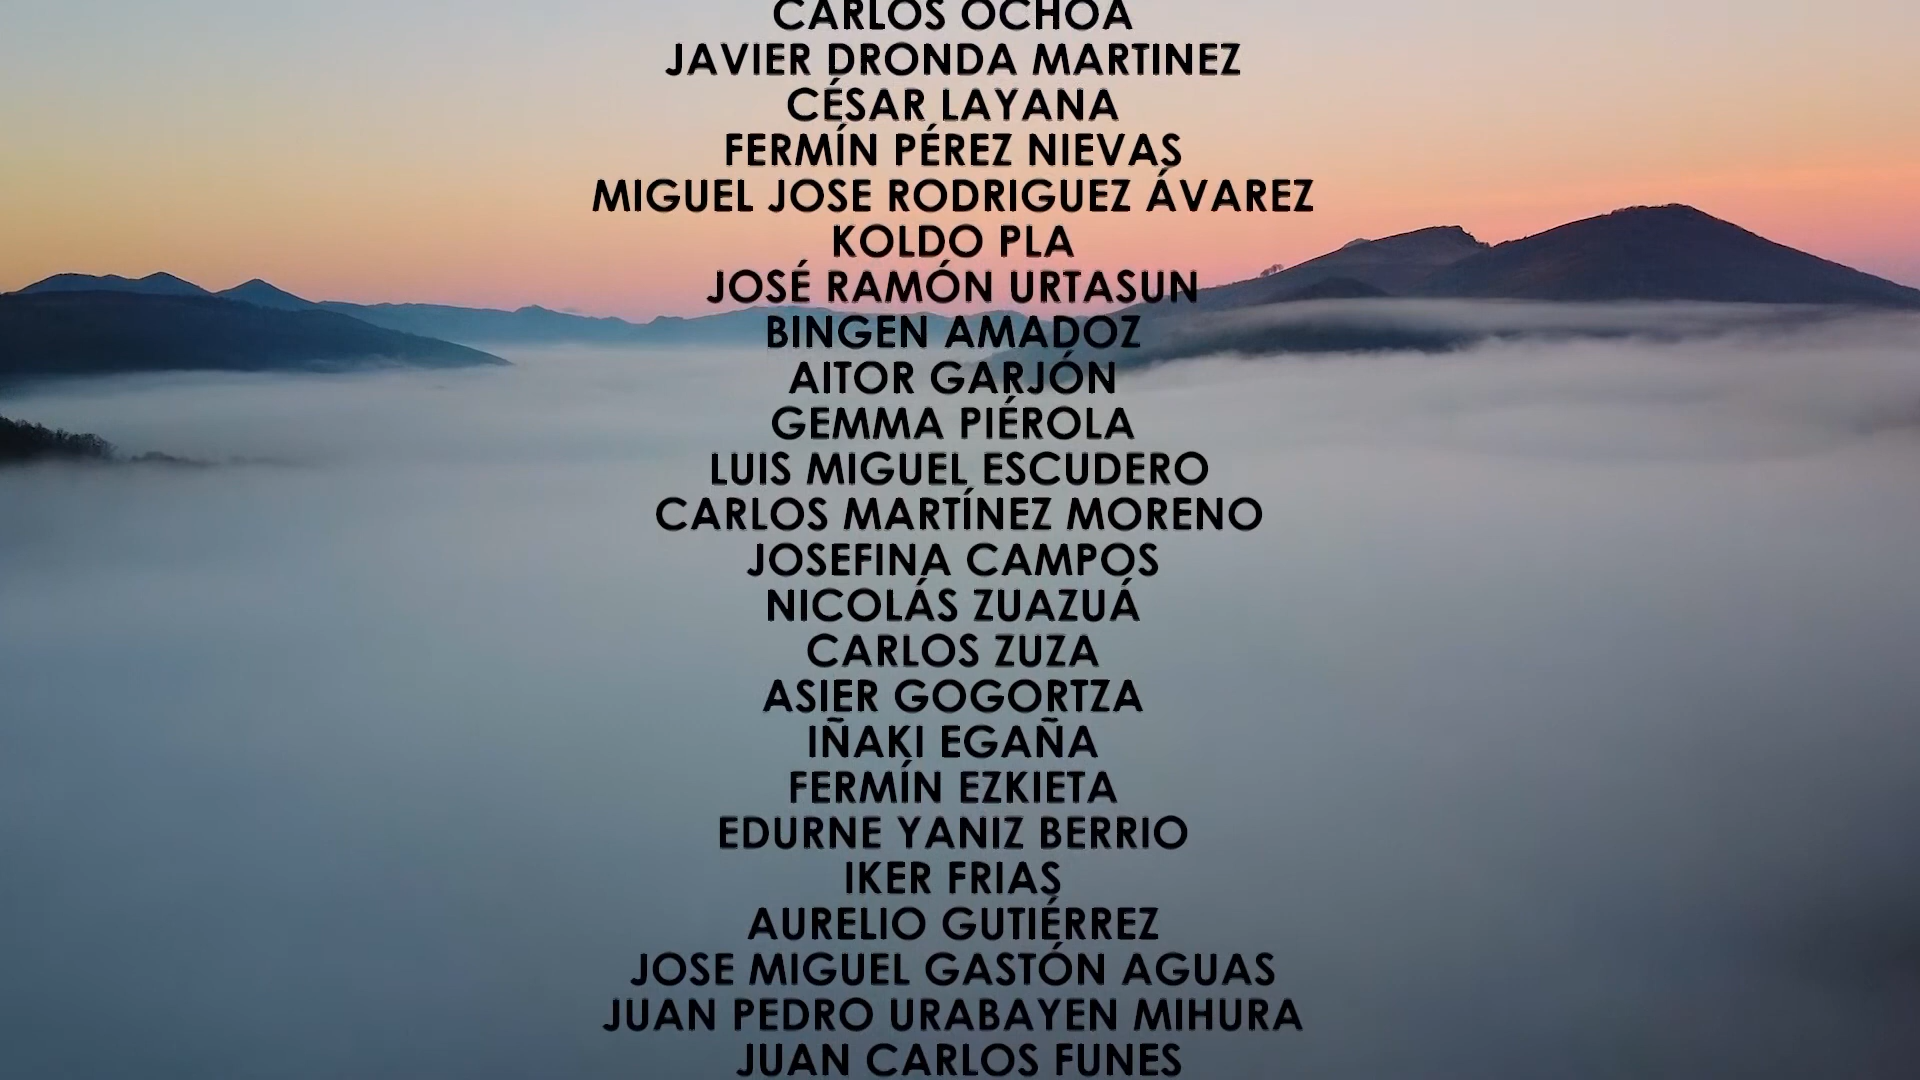 CARLOS OCHOA
JAVIER DRONDA MARTINEZ
CÉSAR LAYANA
FERMÍN PÉREZ NIEVAS
MIGUEL JOSE RODRIGUEZ ÁVAREZ
KOLDO PLA
JOSÉ RAMÓN URTASUN
BINGEN AMADOZ
AITOR GARJÓN
GEMMA PIÉROLA
LUIS MIGUEL ESCUDERO
CARLOS MARTÍNEZ MORENO
JOSEFINA CAMPOS
NICOLÁS ZUAZUÁ
CARLOS ZUZA
ASIER GOGORTZA
IÑAKI EGAÑA
FERMÍN EZKIETA
EDURNE YANIZ BERRIO
IKER FRIAS
AURELIO GUTIÉRREZ
JOSE MIGUEL GASTÓN AGUAS
JUAN PEDRO URABAYEN MIHURA
JUAN CARLOS FUNES